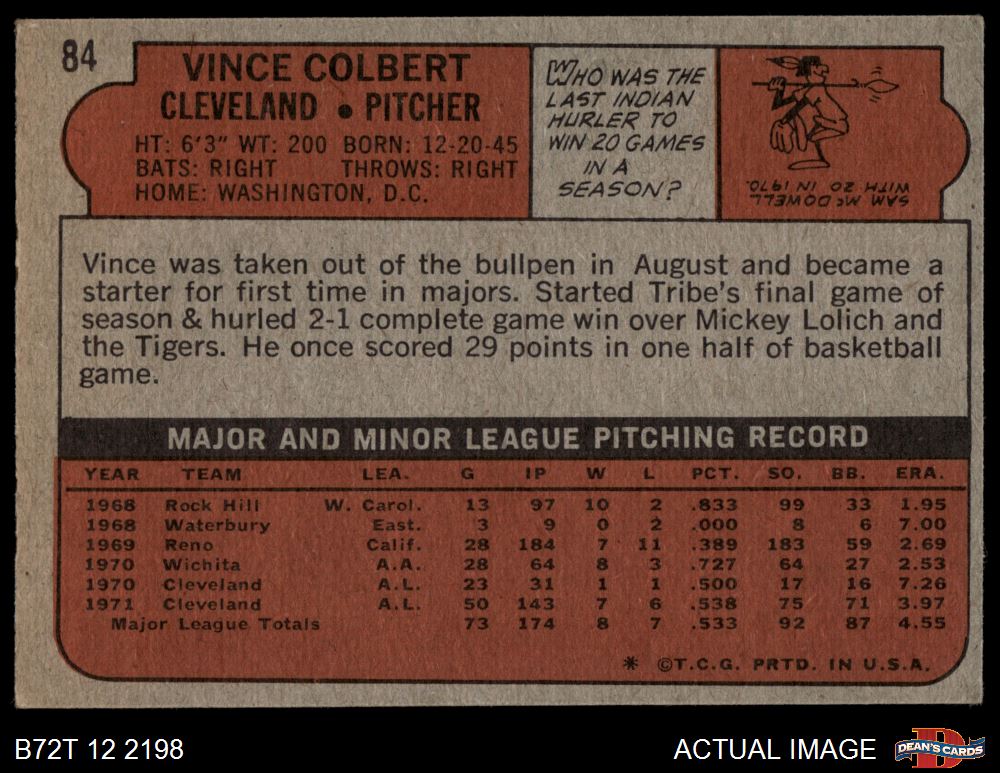 84
VINCE COLBERT
CLEVELAND • PITCHER
HT: 6'3" WT: 200 BORN: 12-20-45
BATS: RIGHT THROWS: RIGHT
HOME: WASHINGTON, D.C.
WHO WAS THE
LAST INDIAN
HURLER TO
WIN 20 GAMES
IN A
SEASON?
SAM McDOWELL
WITH 20 IN 1970.
Vince was taken out of the bullpen in August and became a
starter for first time in majors. Started Tribe's final game of
season & hurled 2-1 complete game win over Mickey Lolich and
the Tigers. He once scored 29 points in one half of basketball
game.
MAJOR AND MINOR LEAGUE PITCHING RECORD
YEAR TEAM LEA. G IP W L PCT. SO. BB. ERA.
1968 Rock Hill W. Carol. 13 97 10 2 .833 99 33 1.95
1968 Waterbury East. 3 9 0 2 .000 8 6 7.00
1969 Reno Calif. 28 184 7 11 .389 183 59 2.69
1970 Wichita A.A. 28 64 8 3 .727 64 27 2.53
1970 Cleveland A.L. 23 31 1 1 .500 17 16 7.26
1971 Cleveland A.L. 50 143 7 6 .538 75 71 3.97
Major League Totals 73 174 8 7 .533 92 87 4.55
* ©T.C.G. PRTD. IN U.S.A.
B72T 12 2198
ACTUAL IMAGE
D
DEAN'S CARDS